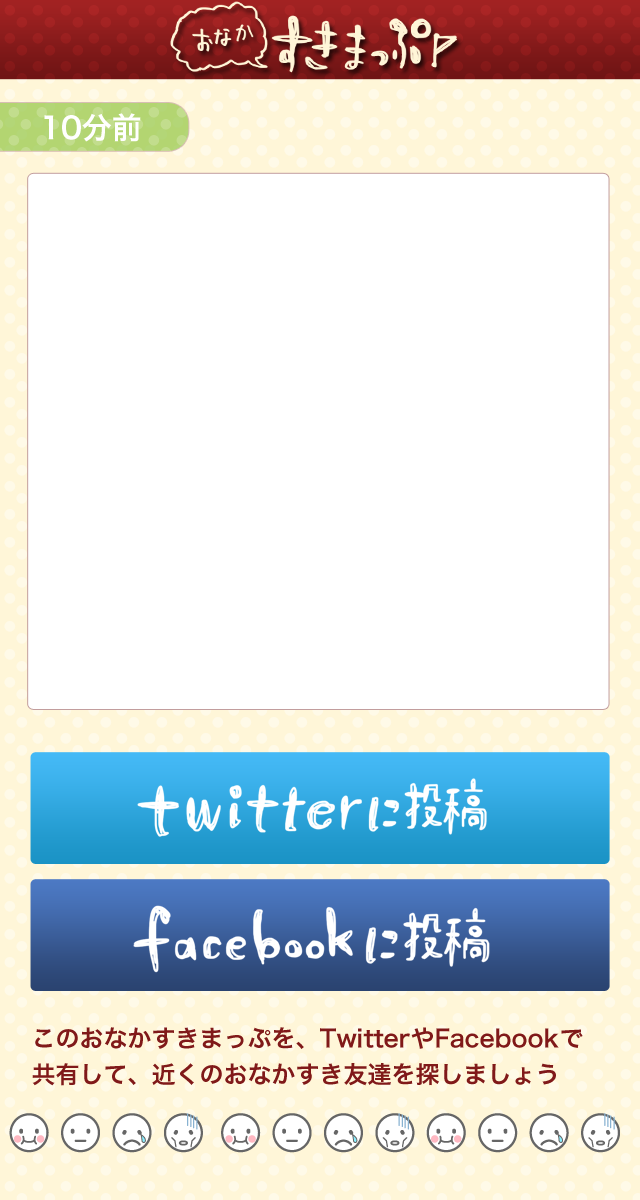 おなか
すきまっぷ
10分前
twitterに投稿
facebookに投稿
このおなかすきまっぷを、TwitterやFacebookで
共有して、近くのおなかすき友達を探しましょう